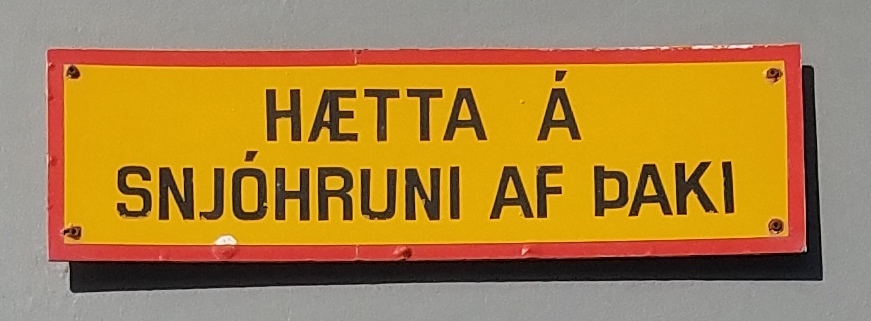 HÆTTA Á
SNJÓHRUNI AF ÞAKI